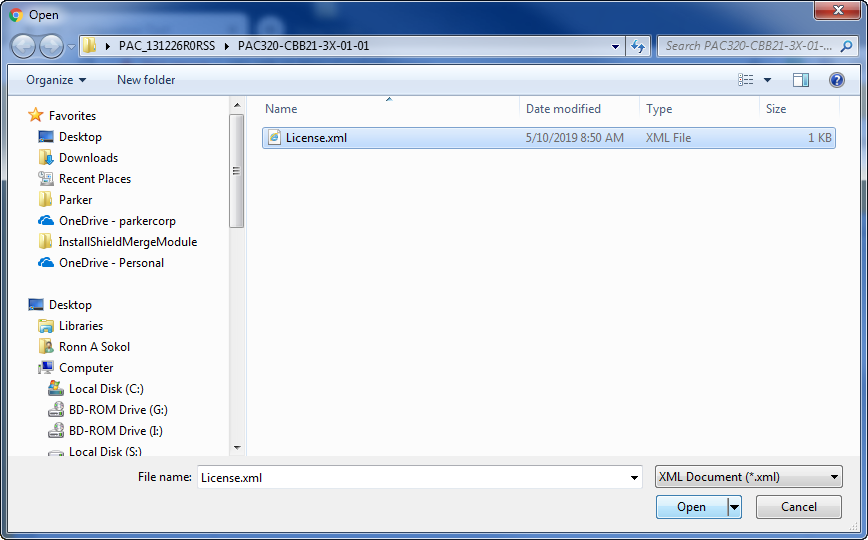 Open
PAC_131226R0RSS PAC320-CBB21-3X-01-01 Search PAC320-CBB21-3X-01-...
Organize New folder
Name Date modified Type Size
License.xml 5/10/2019 8:50 AM XML File 1 KB
Favorites
Desktop
Downloads
Recent Places
Parker
OneDrive - parkercorp
InstallShieldMergeModule
OneDrive - Personal
Desktop
Libraries
Ronn A Sokol
Computer
Local Disk (C:)
BD-ROM Drive (G:)
BD-ROM Drive (I:)
Local Disk (S:)
File name: License.xml XML Document (*.xml)
Open Cancel